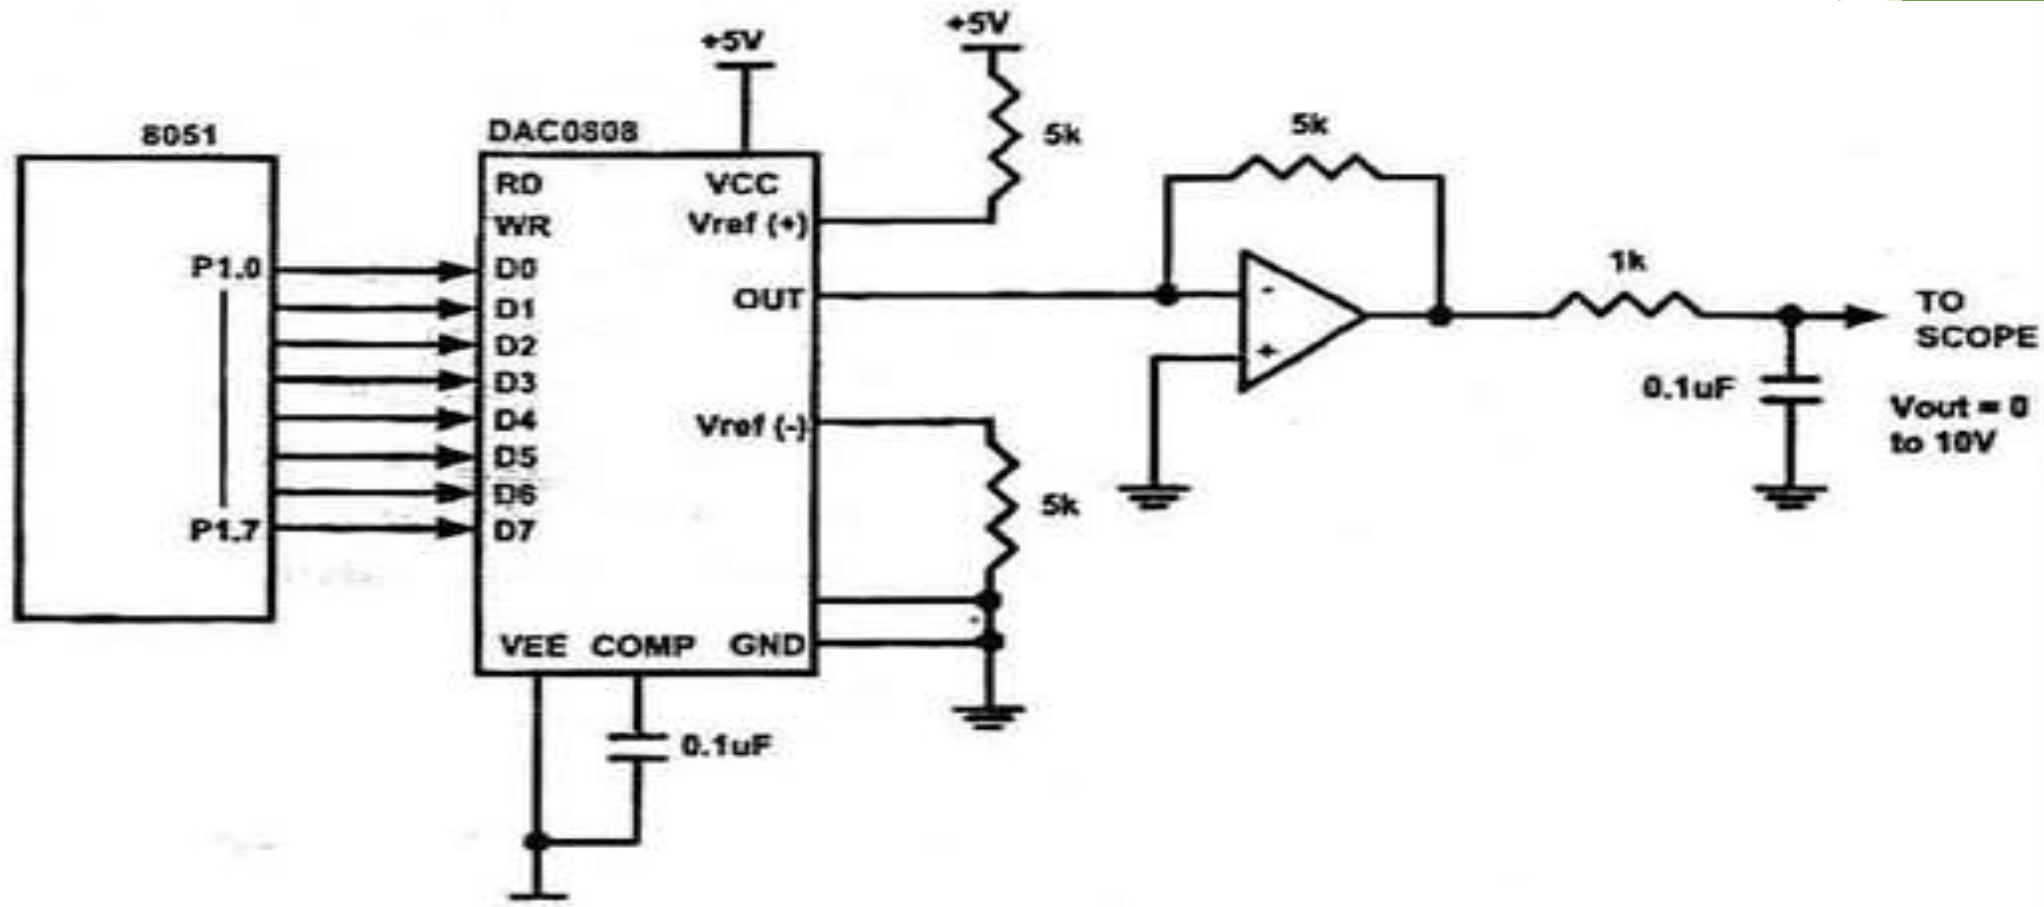 +5V
+5V
8051
DAC0808
5k
5k
RD
VCC
WR
Vref (+)
P1.0
D0
1k
OUT
-
D1
TO
SCOPE
D2
+
D3
0.1uF
Vout = 0
to 10V
D4
Vref (-)
D5
D6
5k
P1.7
D7
VEE
COMP
GND
0.1uF